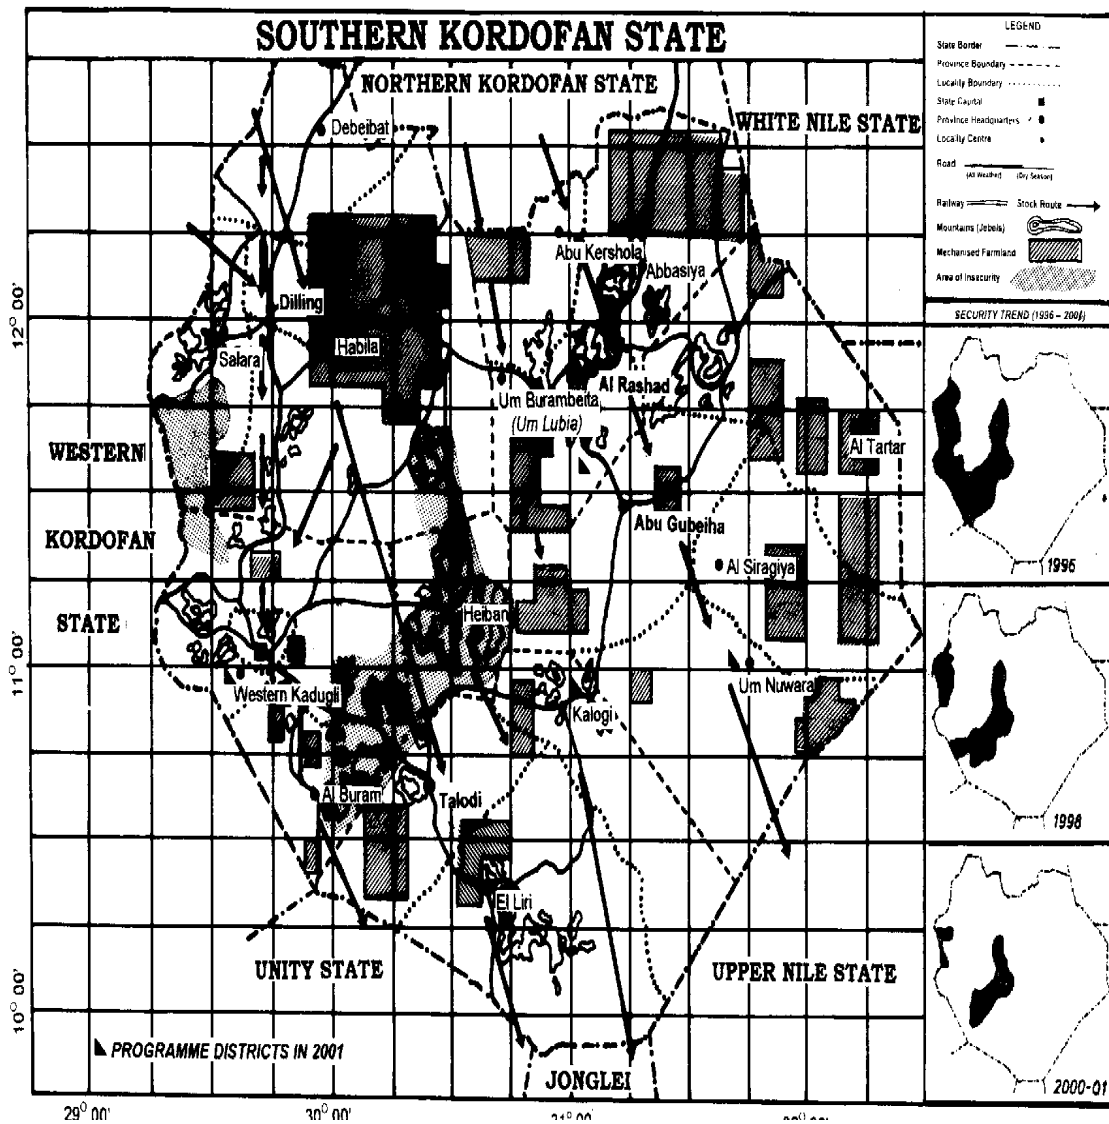 SOUTHERN KORDOFAN STATE
NORTHERN KORDOFAN STATE
WHITE NILE STATE
Debeibat
Abu Kershola
Abbasiya
Dilling
Habila
Salara
Al Rashad
Um Burambeita
(Um Lubia)
WESTERN
Al Tartar
KORDOFAN
Abu Gubeiha
Al Siragiya
STATE
Heiban
Western Kadugli
Um Nuwara
Kalogi
Al Buram
Talodi
El Liri
UNITY STATE
UPPER NILE STATE
PROGRAMME DISTRICTS IN 2001
JONGLEI
12° 00'
11° 00'
10° 00'
29° 00'
30° 00'
LEGEND
State Border
Province Boundary
Locality Boundary
State Capital
Province Headquarters
Locality Centre
Road
(All Weather) (Dry Season)
Railway Stock Route
Mountains (Jebels)
Mechanised Farmland
Area of Insecurity
1998
2000-01